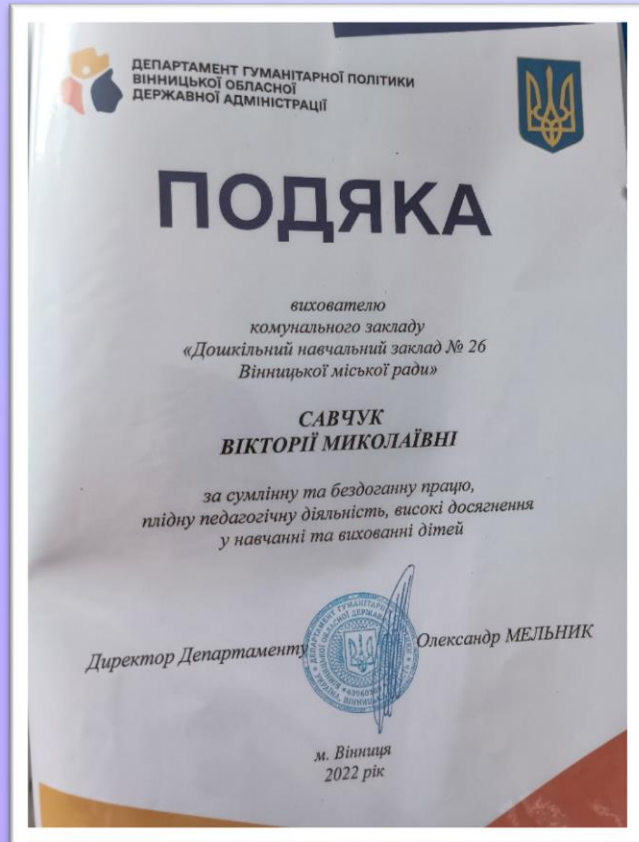 ДЕПАРТАМЕНТ ГУМАНІТАРНОЇ ПОЛІТИКИ
ВІННИЦЬКОЇ ОБЛАСНОЇ
ДЕРЖАВНОЇ АДМІНІСТРАЦІЇ
ПОДЯКА
вихователю
комунального закладу
«Дошкільний навчальний заклад № 26
Вінницької міської ради»
САВЧУК
ВІКТОРІЇ МИКОЛАЇВНІ
за сумлінну та бездоганну працю,
плідну педагогічну діяльність, високі досягнення
у навчанні та вихованні дітей
Директор Департаменту Олександр МЕЛЬНИК
м. Вінниця
2022 рік